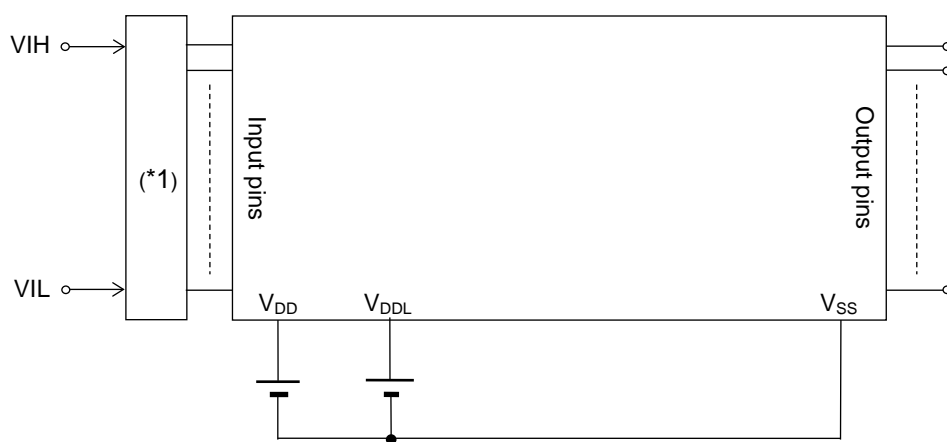 VIH
(*1)
VIL
Input pins
Output pins
VDD
VDDL
VSS